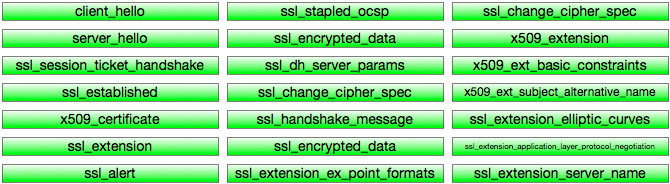 client_hello
server_hello
ssl_session_ticket_handshake
ssl_established
x509_certificate
ssl_extension
ssl_alert
ssl_stapled_ocsp
ssl_encrypted_data
ssl_dh_server_params
ssl_change_cipher_spec
ssl_handshake_message
ssl_encrypted_data
ssl_extension_ex_point_formats
ssl_change_cipher_spec
x509_extension
x509_ext_basic_constraints
x509_ext_subject_alternative_name
ssl_extension_elliptic_curves
ssl_extension_application_layer_protocol_negotiation
ssl_extension_server_name